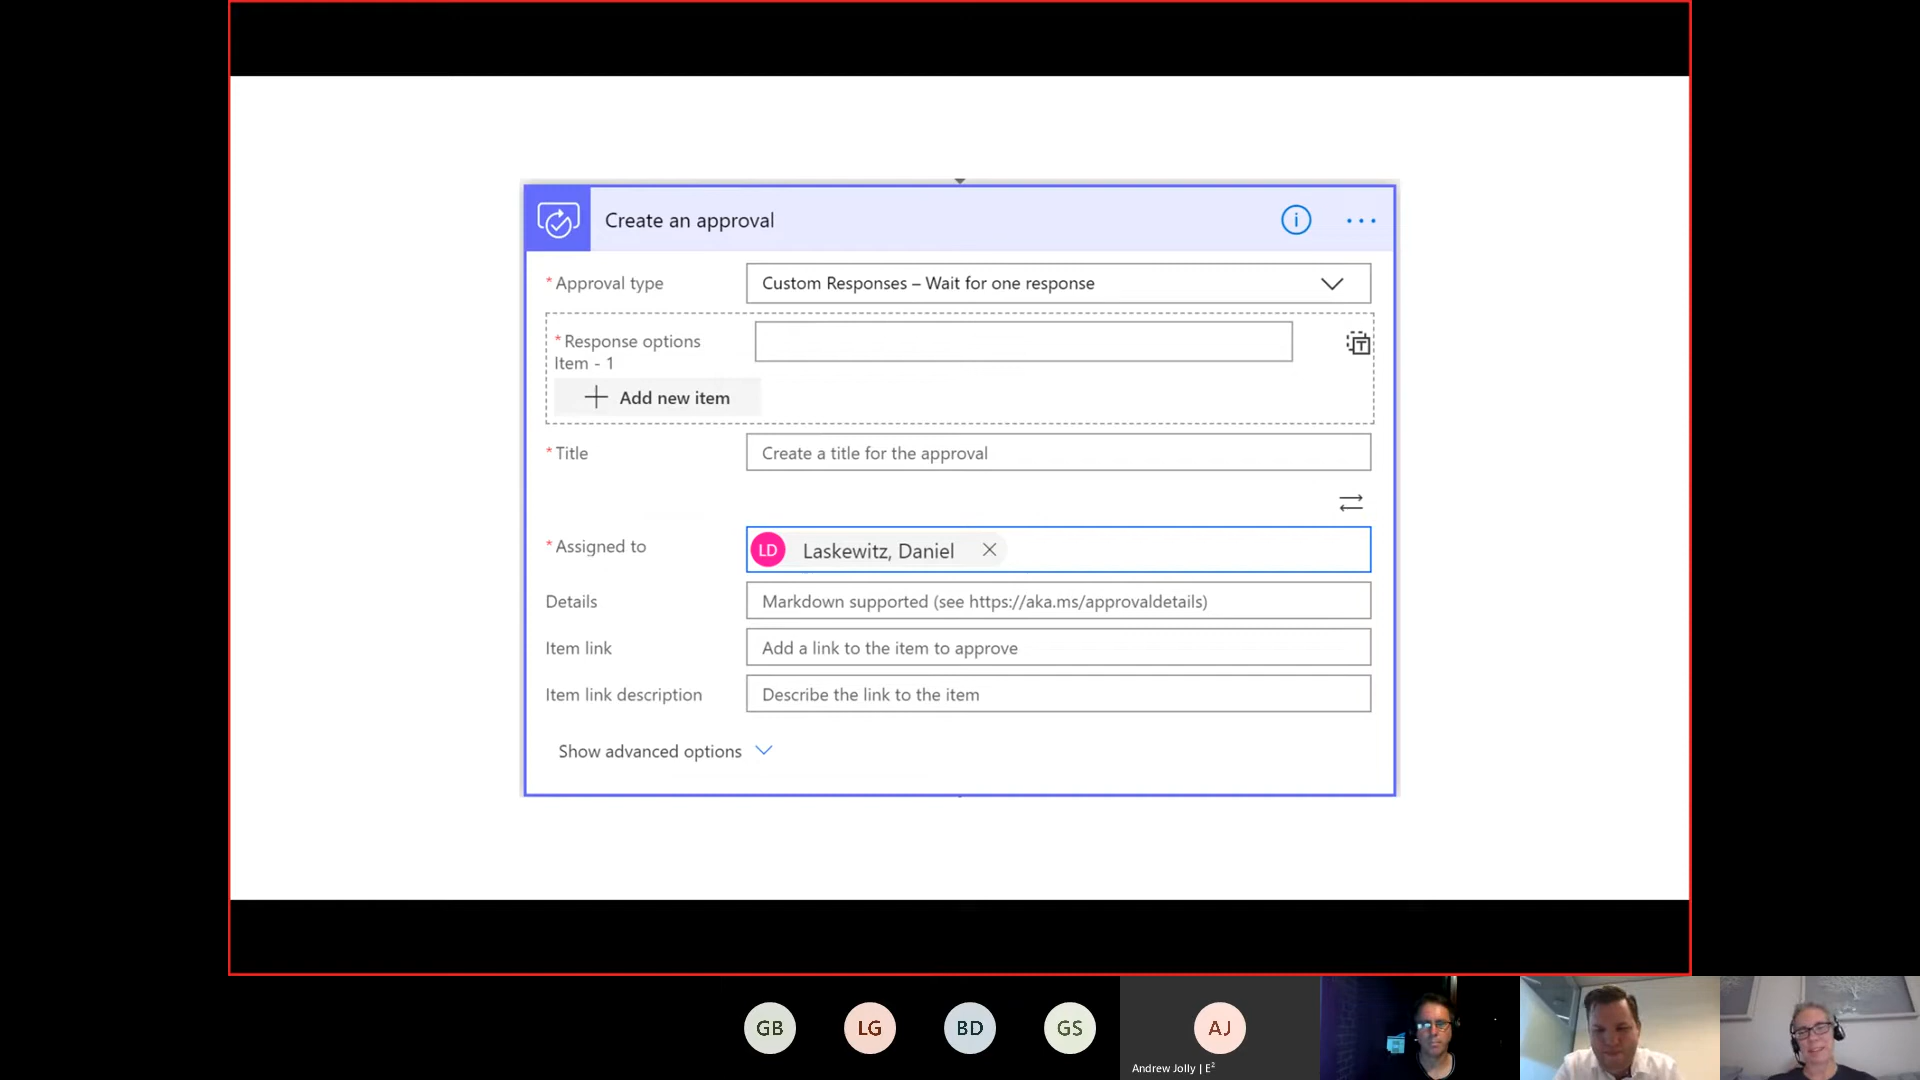 Create an approval
* Approval type
Custom Responses – Wait for one response
* Response options
Item - 1
Add new item
* Title
Create a title for the approval
* Assigned to
LD Laskewitz, Daniel
Details
Markdown supported (see https://aka.ms/approvaldetails)
Item link
Add a link to the item to approve
Item link description
Describe the link to the item
Show advanced options
GB LG BD GS AJ
Andrew Jolly | E²